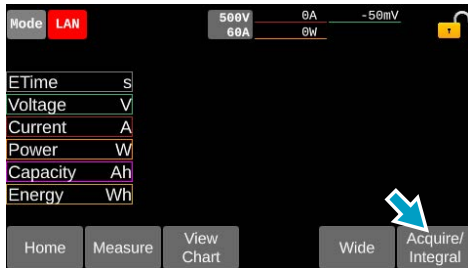 Mode LAN 500V 0A -50mV
60A 0W
ETime s
Voltage V
Current A
Power W
Capacity Ah
Energy Wh
Home Measure View Chart Wide Acquire/ Integral